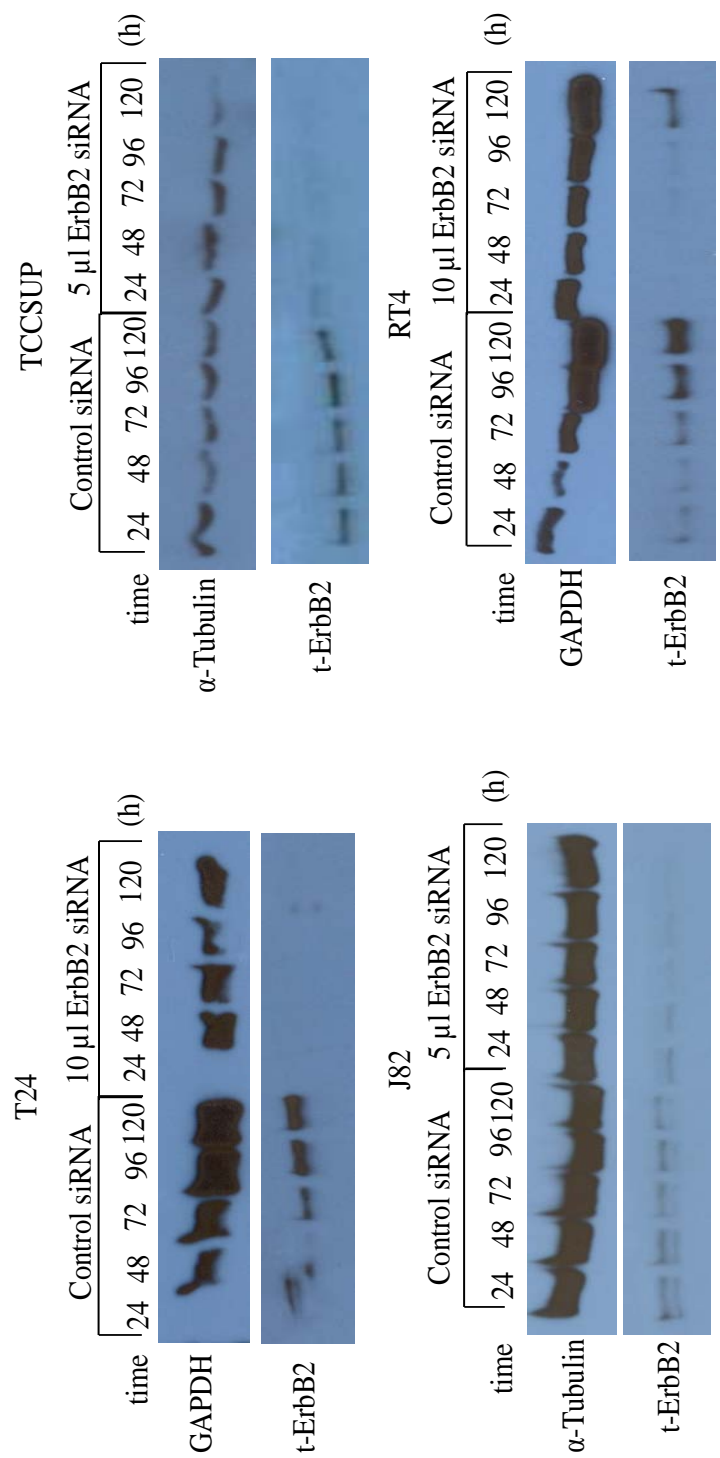 T24
Control siRNA 10 µl ErbB2 siRNA
time 24 48 72 96 120 24 48 72 96 120 (h)
GAPDH
t-ErbB2
TCCSUP
Control siRNA 5 µl ErbB2 siRNA
time 24 48 72 96 120 24 48 72 96 120 (h)
α-Tubulin
t-ErbB2
J82
Control siRNA 5 µl ErbB2 siRNA
time 24 48 72 96 120 24 48 72 96 120 (h)
α-Tubulin
t-ErbB2
RT4
Control siRNA 10 µl ErbB2 siRNA
time 24 48 72 96 120 24 48 72 96 120 (h)
GAPDH
t-ErbB2